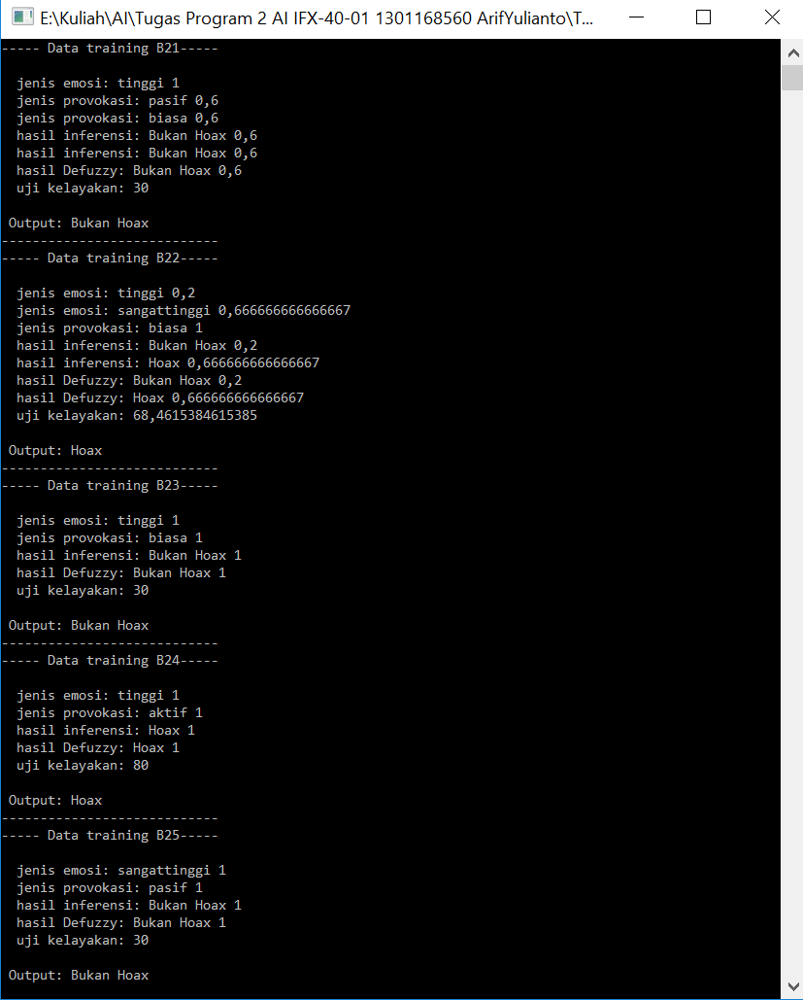 E:\Kuliah\AI\Tugas Program 2 AI IFX-40-01 1301168560 ArifYulianto\T...
----- Data training B21-----
jenis emosi: tinggi 1
jenis provokasi: pasif 0,6
jenis provokasi: biasa 0,6
hasil inferensi: Bukan Hoax 0,6
hasil inferensi: Bukan Hoax 0,6
hasil Defuzzy: Bukan Hoax 0,6
uji kelayakan: 30
Output: Bukan Hoax
----------------------------
----- Data training B22-----
jenis emosi: tinggi 0,2
jenis emosi: sangattinggi 0,666666666666667
jenis provokasi: biasa 1
hasil inferensi: Bukan Hoax 0,2
hasil inferensi: Hoax 0,666666666666667
hasil Defuzzy: Bukan Hoax 0,2
hasil Defuzzy: Hoax 0,666666666666667
uji kelayakan: 68,4615384615385
Output: Hoax
----------------------------
----- Data training B23-----
jenis emosi: tinggi 1
jenis provokasi: biasa 1
hasil inferensi: Bukan Hoax 1
hasil Defuzzy: Bukan Hoax 1
uji kelayakan: 30
Output: Bukan Hoax
----------------------------
----- Data training B24-----
jenis emosi: tinggi 1
jenis provokasi: aktif 1
hasil inferensi: Hoax 1
hasil Defuzzy: Hoax 1
uji kelayakan: 80
Output: Hoax
----------------------------
----- Data training B25-----
jenis emosi: sangattinggi 1
jenis provokasi: pasif 1
hasil inferensi: Bukan Hoax 1
hasil Defuzzy: Bukan Hoax 1
uji kelayakan: 30
Output: Bukan Hoax